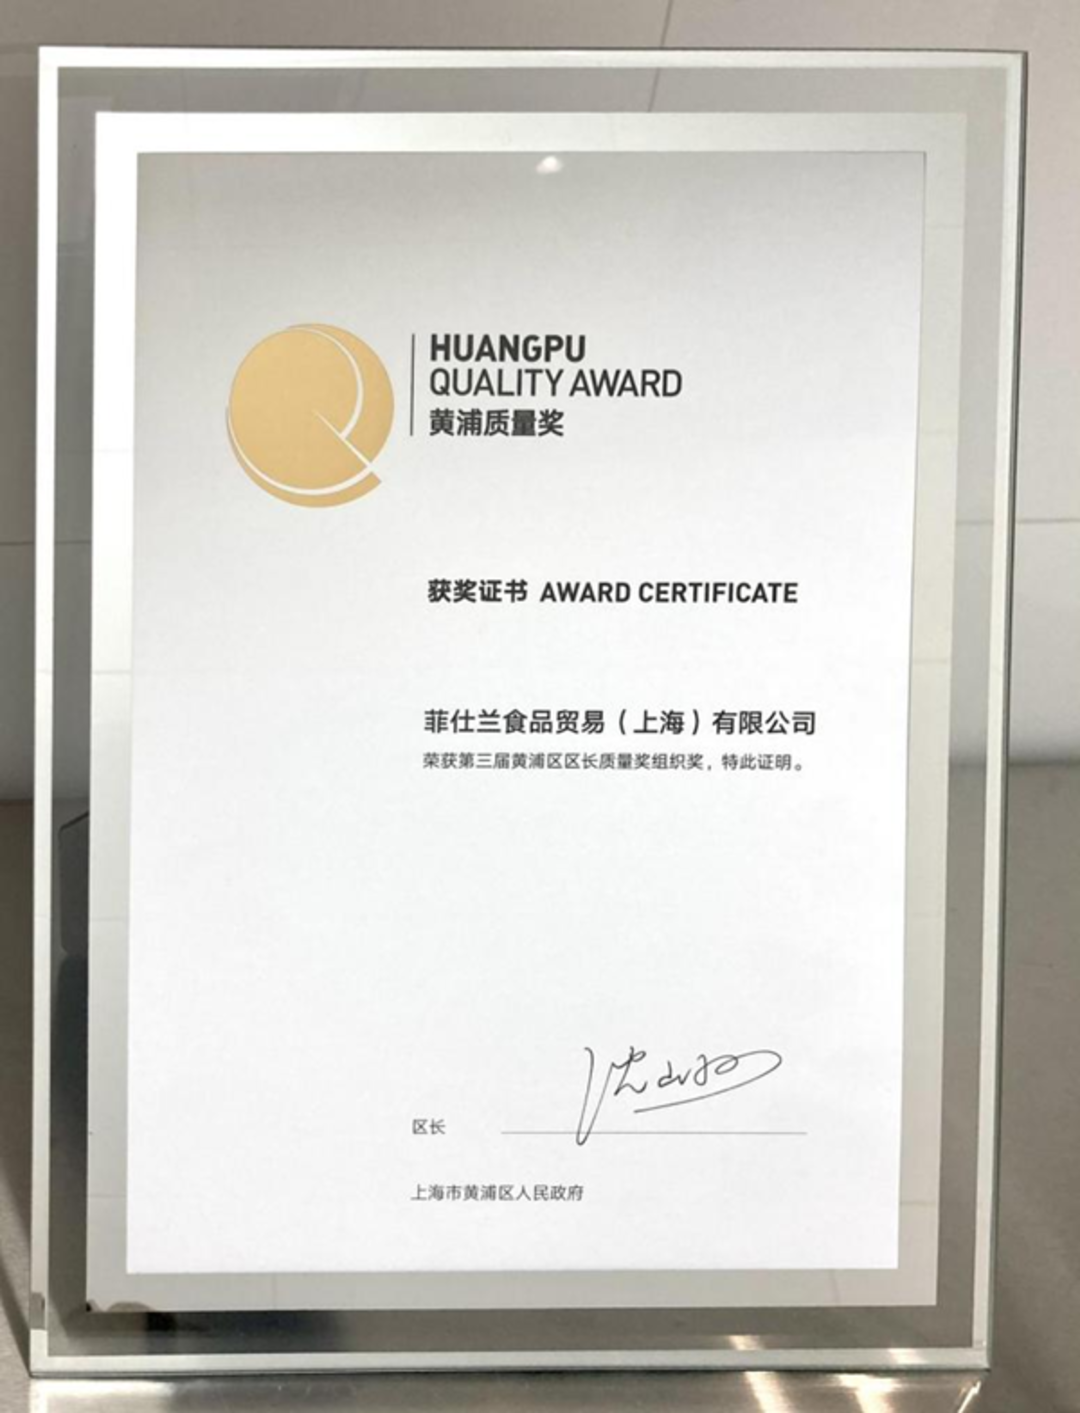 HUANGPU
QUALITY AWARD
黄浦质量奖
获奖证书 AWARD CERTIFICATE
菲仕兰食品贸易（上海）有限公司
荣获第三届黄浦区区长质量奖组织奖，特此证明。
区长
上海市黄浦区人民政府